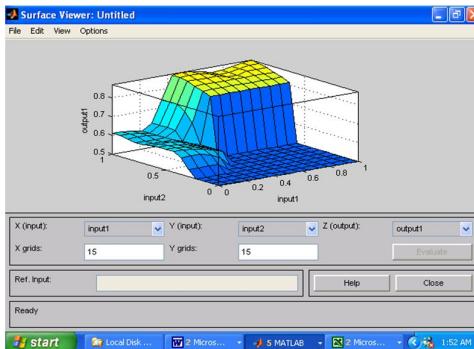 Surface Viewer: Untitled
File Edit View Options
0.8
0.7
0.6
0.5
output1
1
0.5
0
input2
0 0.2 0.4 0.6 0.8 1
input1
X (input): input1 Y (input): input2 Z (output): output1
X grids: 15 Y grids: 15 Evaluate
Ref. Input: Help Close
Ready
start Local Disk ... 2 Micros... 5 MATLAB 2 Micros... 1:52 AM